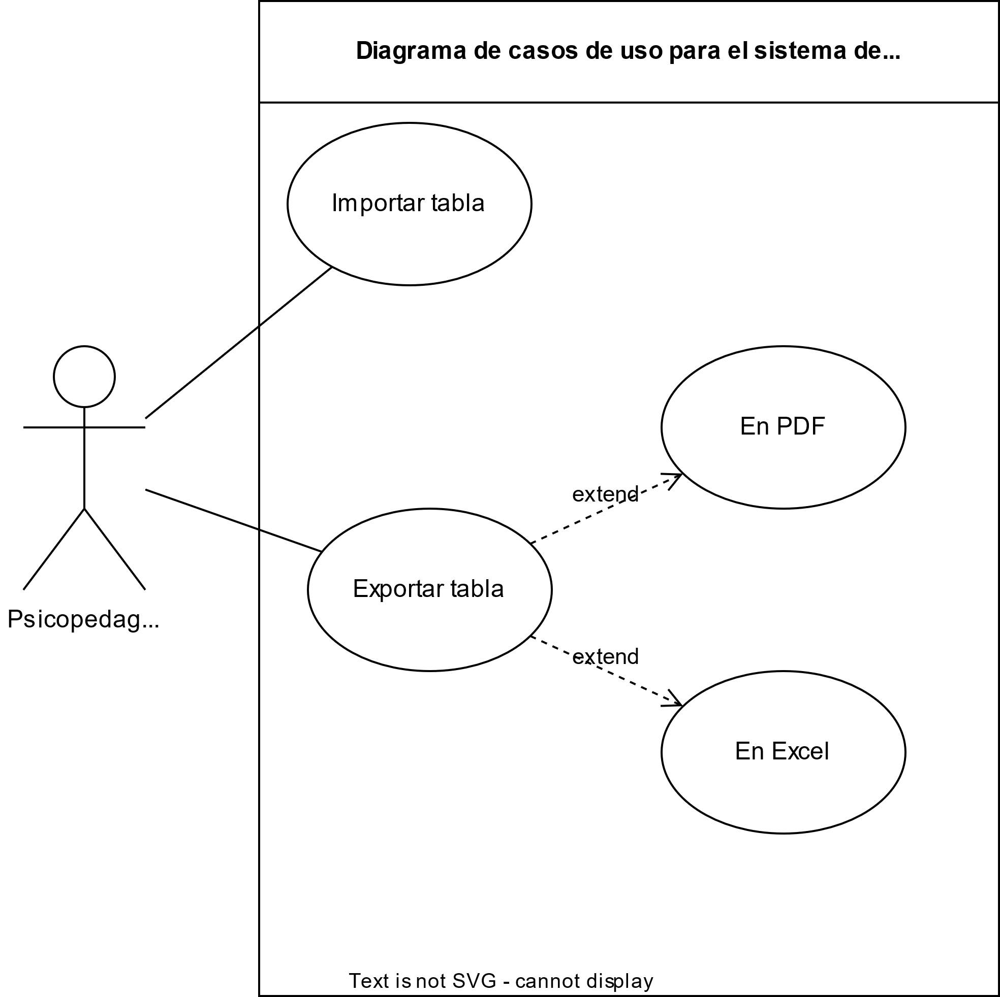 Diagrama de casos de uso para el sistema de...
Importar tabla
En PDF
extend
Exportar tabla
Psicopedag...
extend
En Excel
Text is not SVG - cannot display